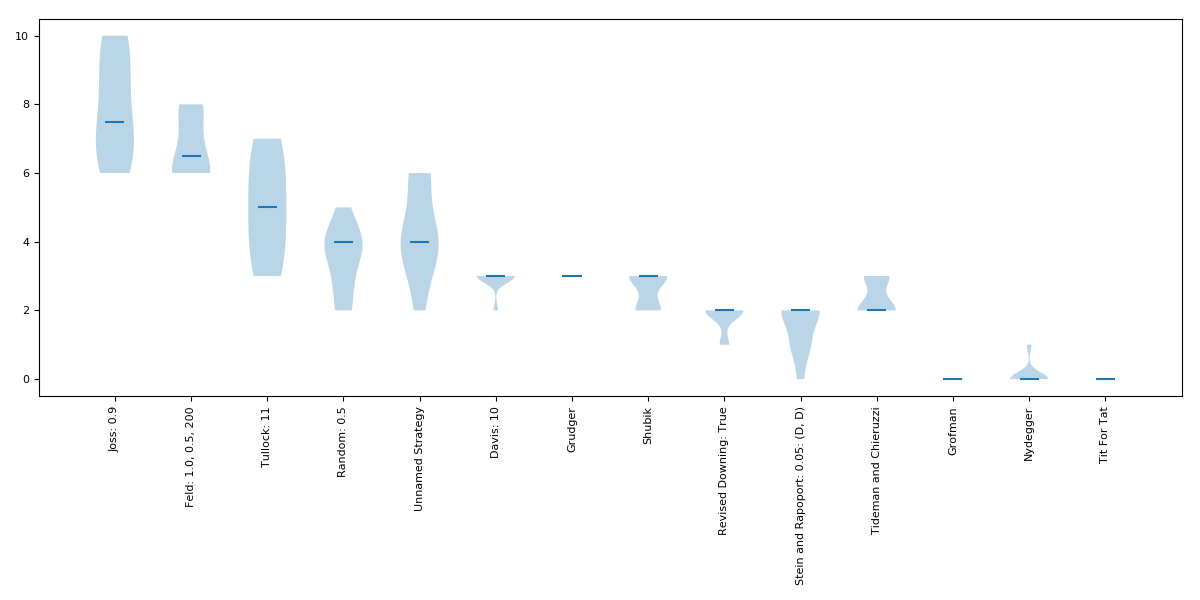 10
8
6
4
2
0
Joss: 0.9
Feld: 1.0, 0.5, 200
Tullock: 11
Random: 0.5
Unnamed Strategy
Davis: 10
Grudger
Shubik
Revised Downing: True
Stein and Rapoport: 0.05: (D, D)
Tideman and Chieruzzi
Grofman
Nydegger
Tit For Tat